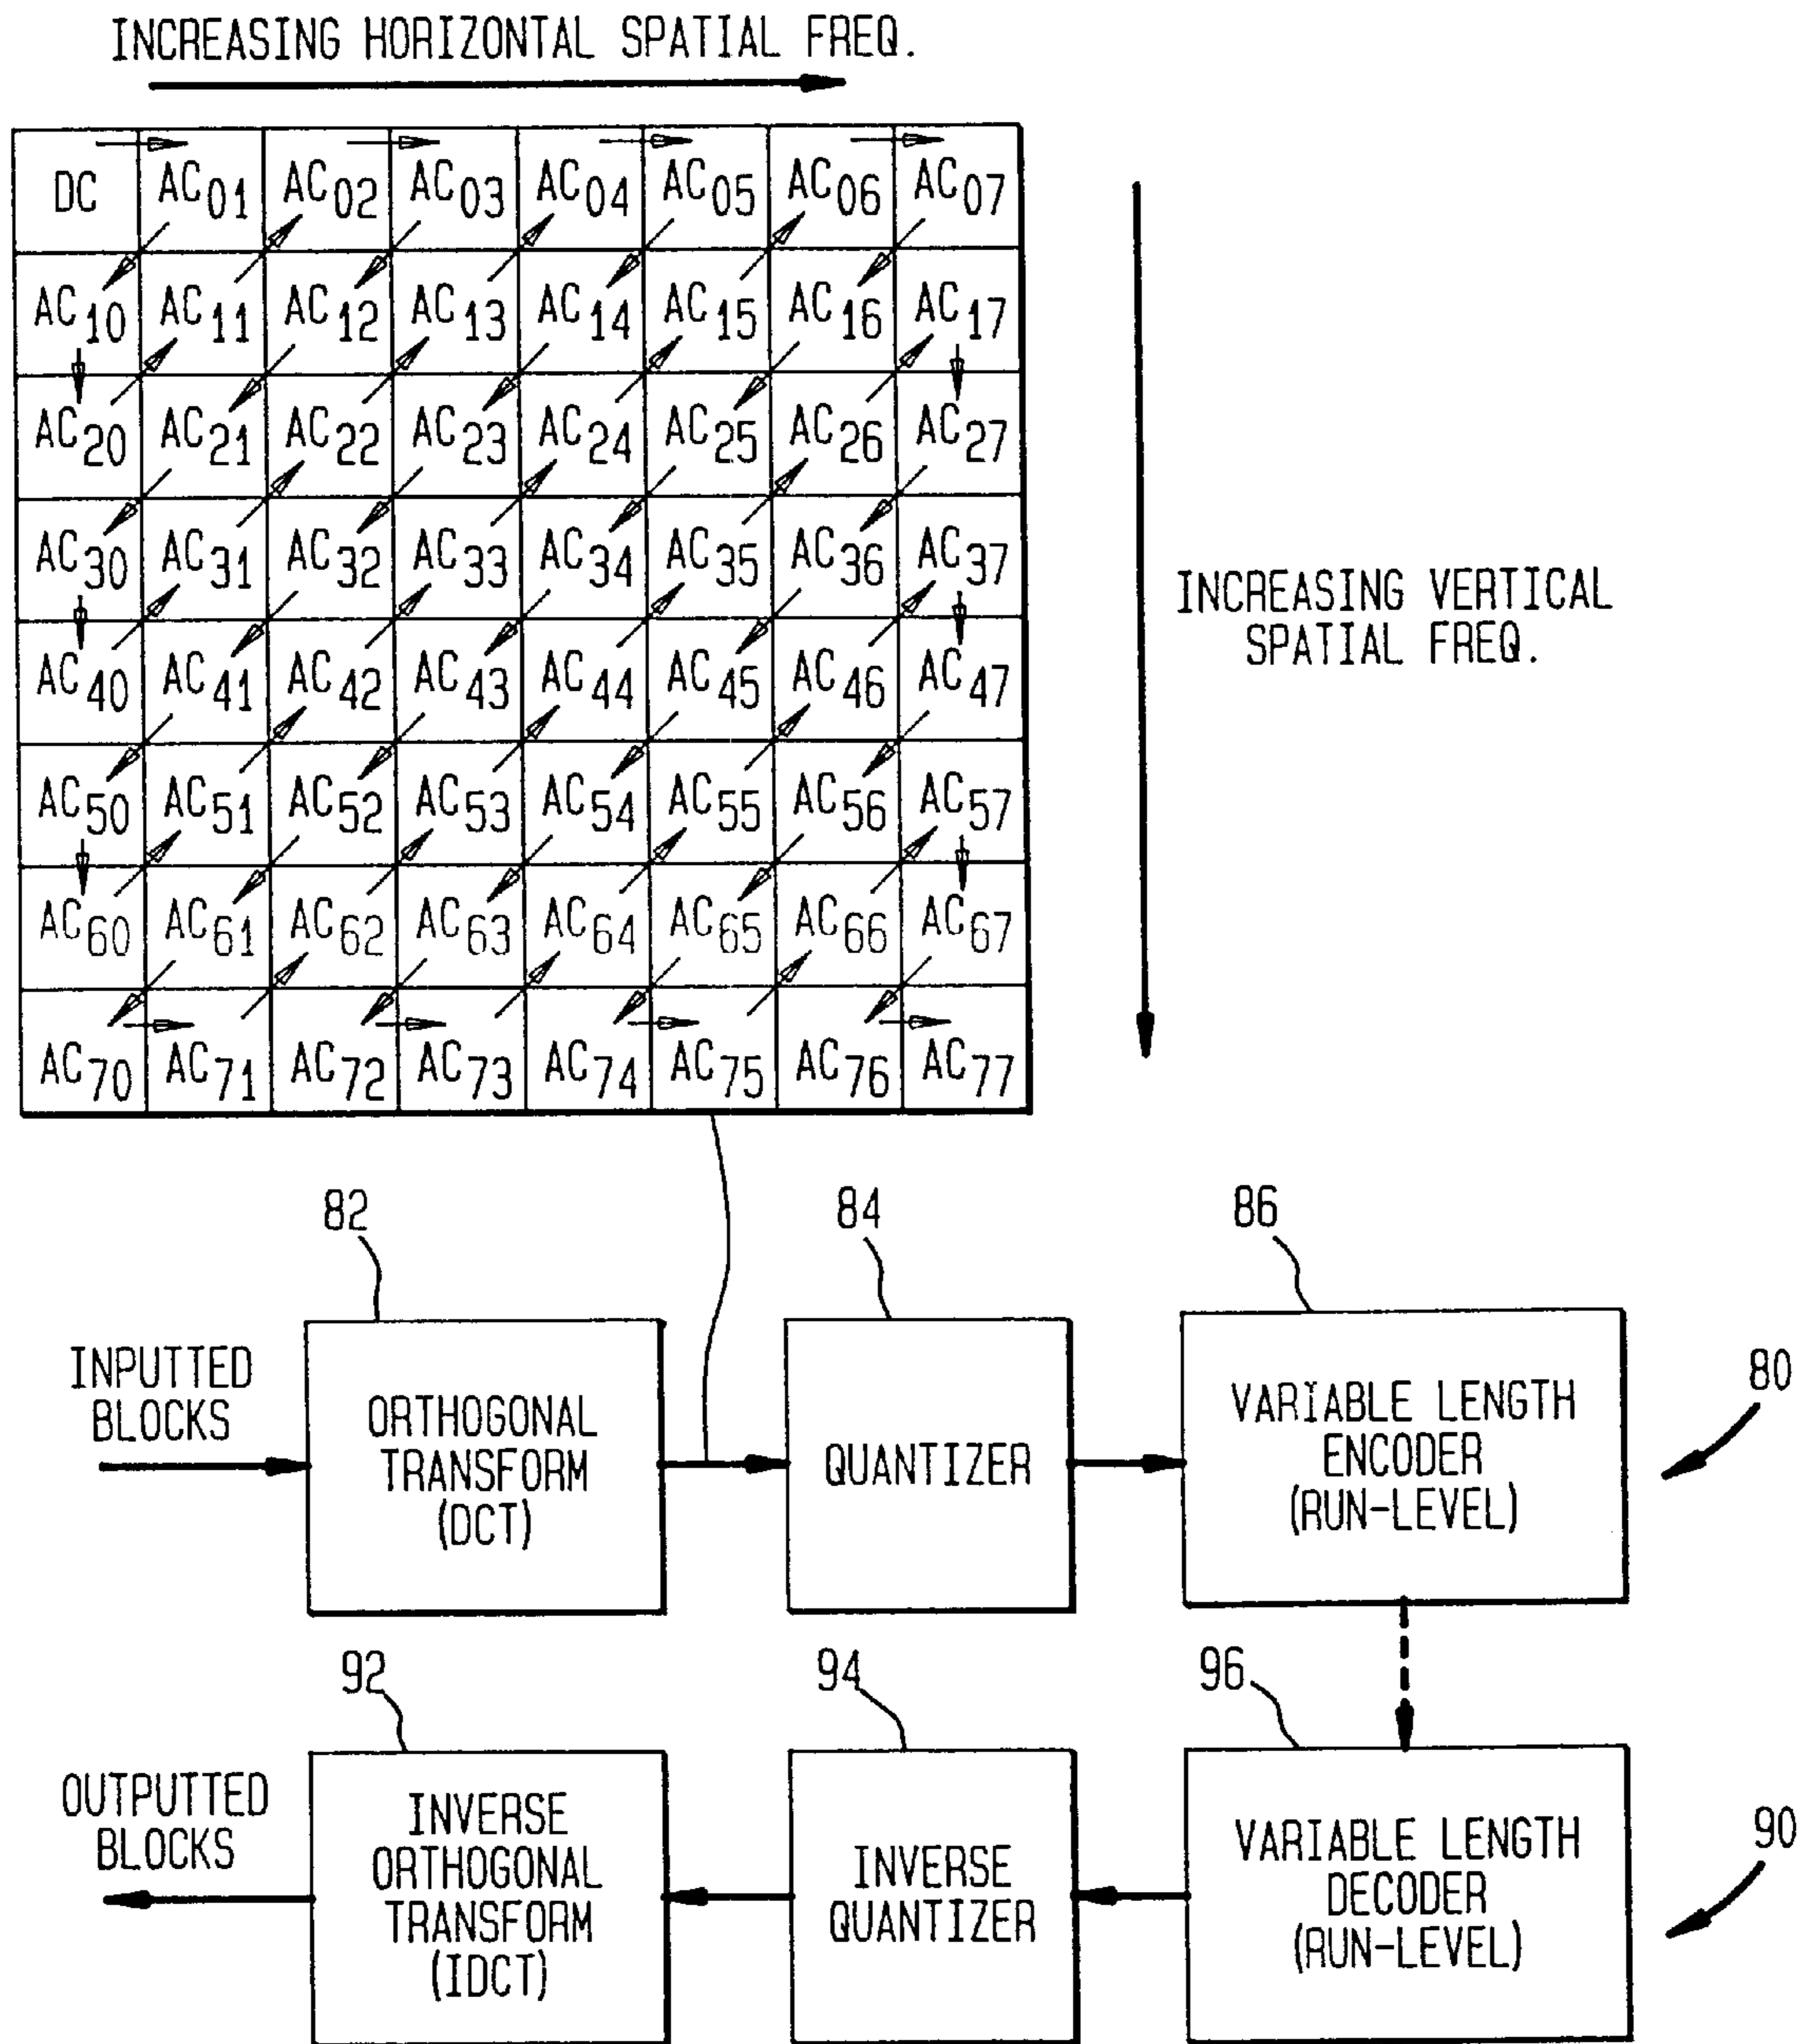 INCREASING HORIZONTAL SPATIAL FREQ.
DC AC01 AC02 AC03 AC04 AC05 AC06 AC07
AC10 AC11 AC12 AC13 AC14 AC15 AC16 AC17
AC20 AC21 AC22 AC23 AC24 AC25 AC26 AC27
AC30 AC31 AC32 AC33 AC34 AC35 AC36 AC37
AC40 AC41 AC42 AC43 AC44 AC45 AC46 AC47
AC50 AC51 AC52 AC53 AC54 AC55 AC56 AC57
AC60 AC61 AC62 AC63 AC64 AC65 AC66 AC67
AC70 AC71 AC72 AC73 AC74 AC75 AC76 AC77
INCREASING VERTICAL
SPATIAL FREQ.
82
84
86
80
INPUTTED
BLOCKS
ORTHOGONAL
TRANSFORM
(DCT)
QUANTIZER
VARIABLE LENGTH
ENCODER
(RUN-LEVEL)
92
94
96
90
OUTPUTTED
BLOCKS
INVERSE
ORTHOGONAL
TRANSFORM
(IDCT)
INVERSE
QUANTIZER
VARIABLE LENGTH
DECODER
(RUN-LEVEL)